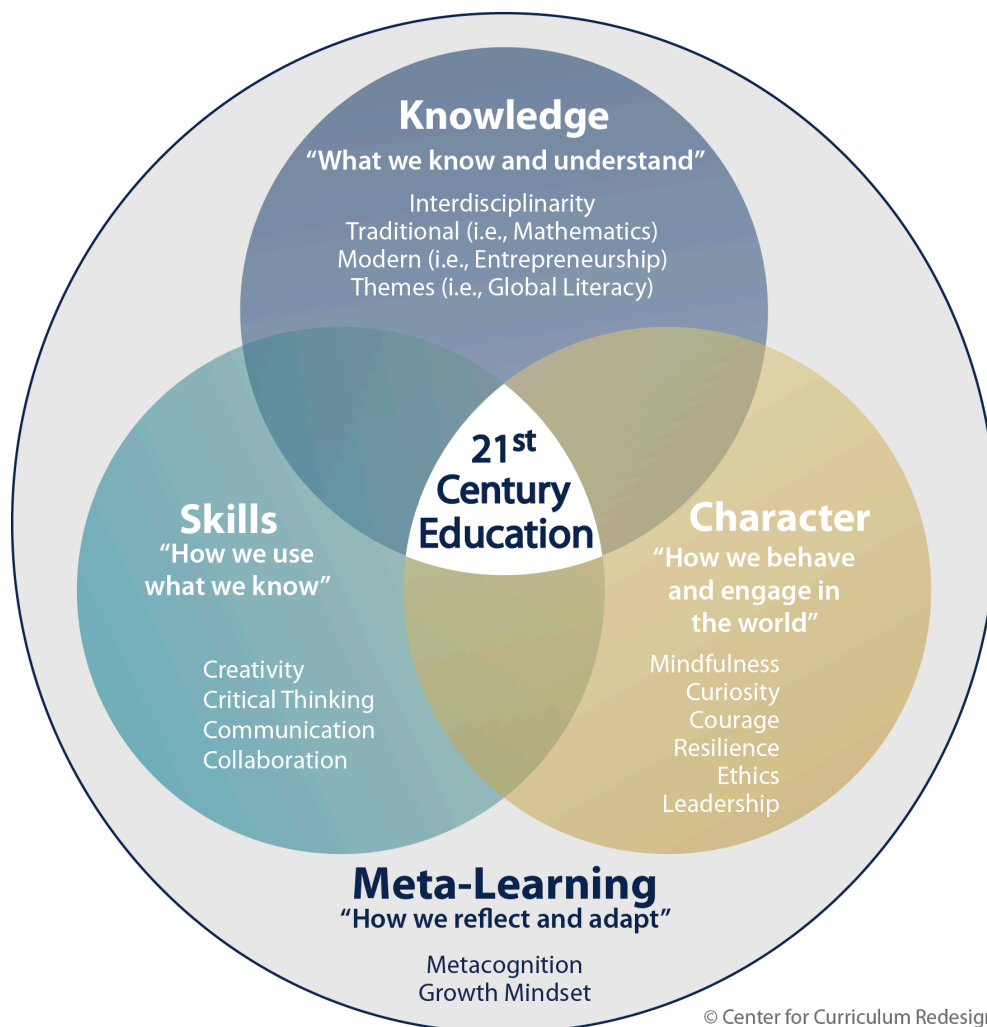 Knowledge
“What we know and understand”
Interdisciplinarity
Traditional (i.e., Mathematics)
Modern (i.e., Entrepreneurship)
Themes (i.e., Global Literacy)
21st
Century
Education
Skills
“How we use
what we know”
Creativity
Critical Thinking
Communication
Collaboration
Character
“How we behave
and engage in
the world”
Mindfulness
Curiosity
Courage
Resilience
Ethics
Leadership
Meta-Learning
“How we reflect and adapt”
Metacognition
Growth Mindset
© Center for Curriculum Redesign